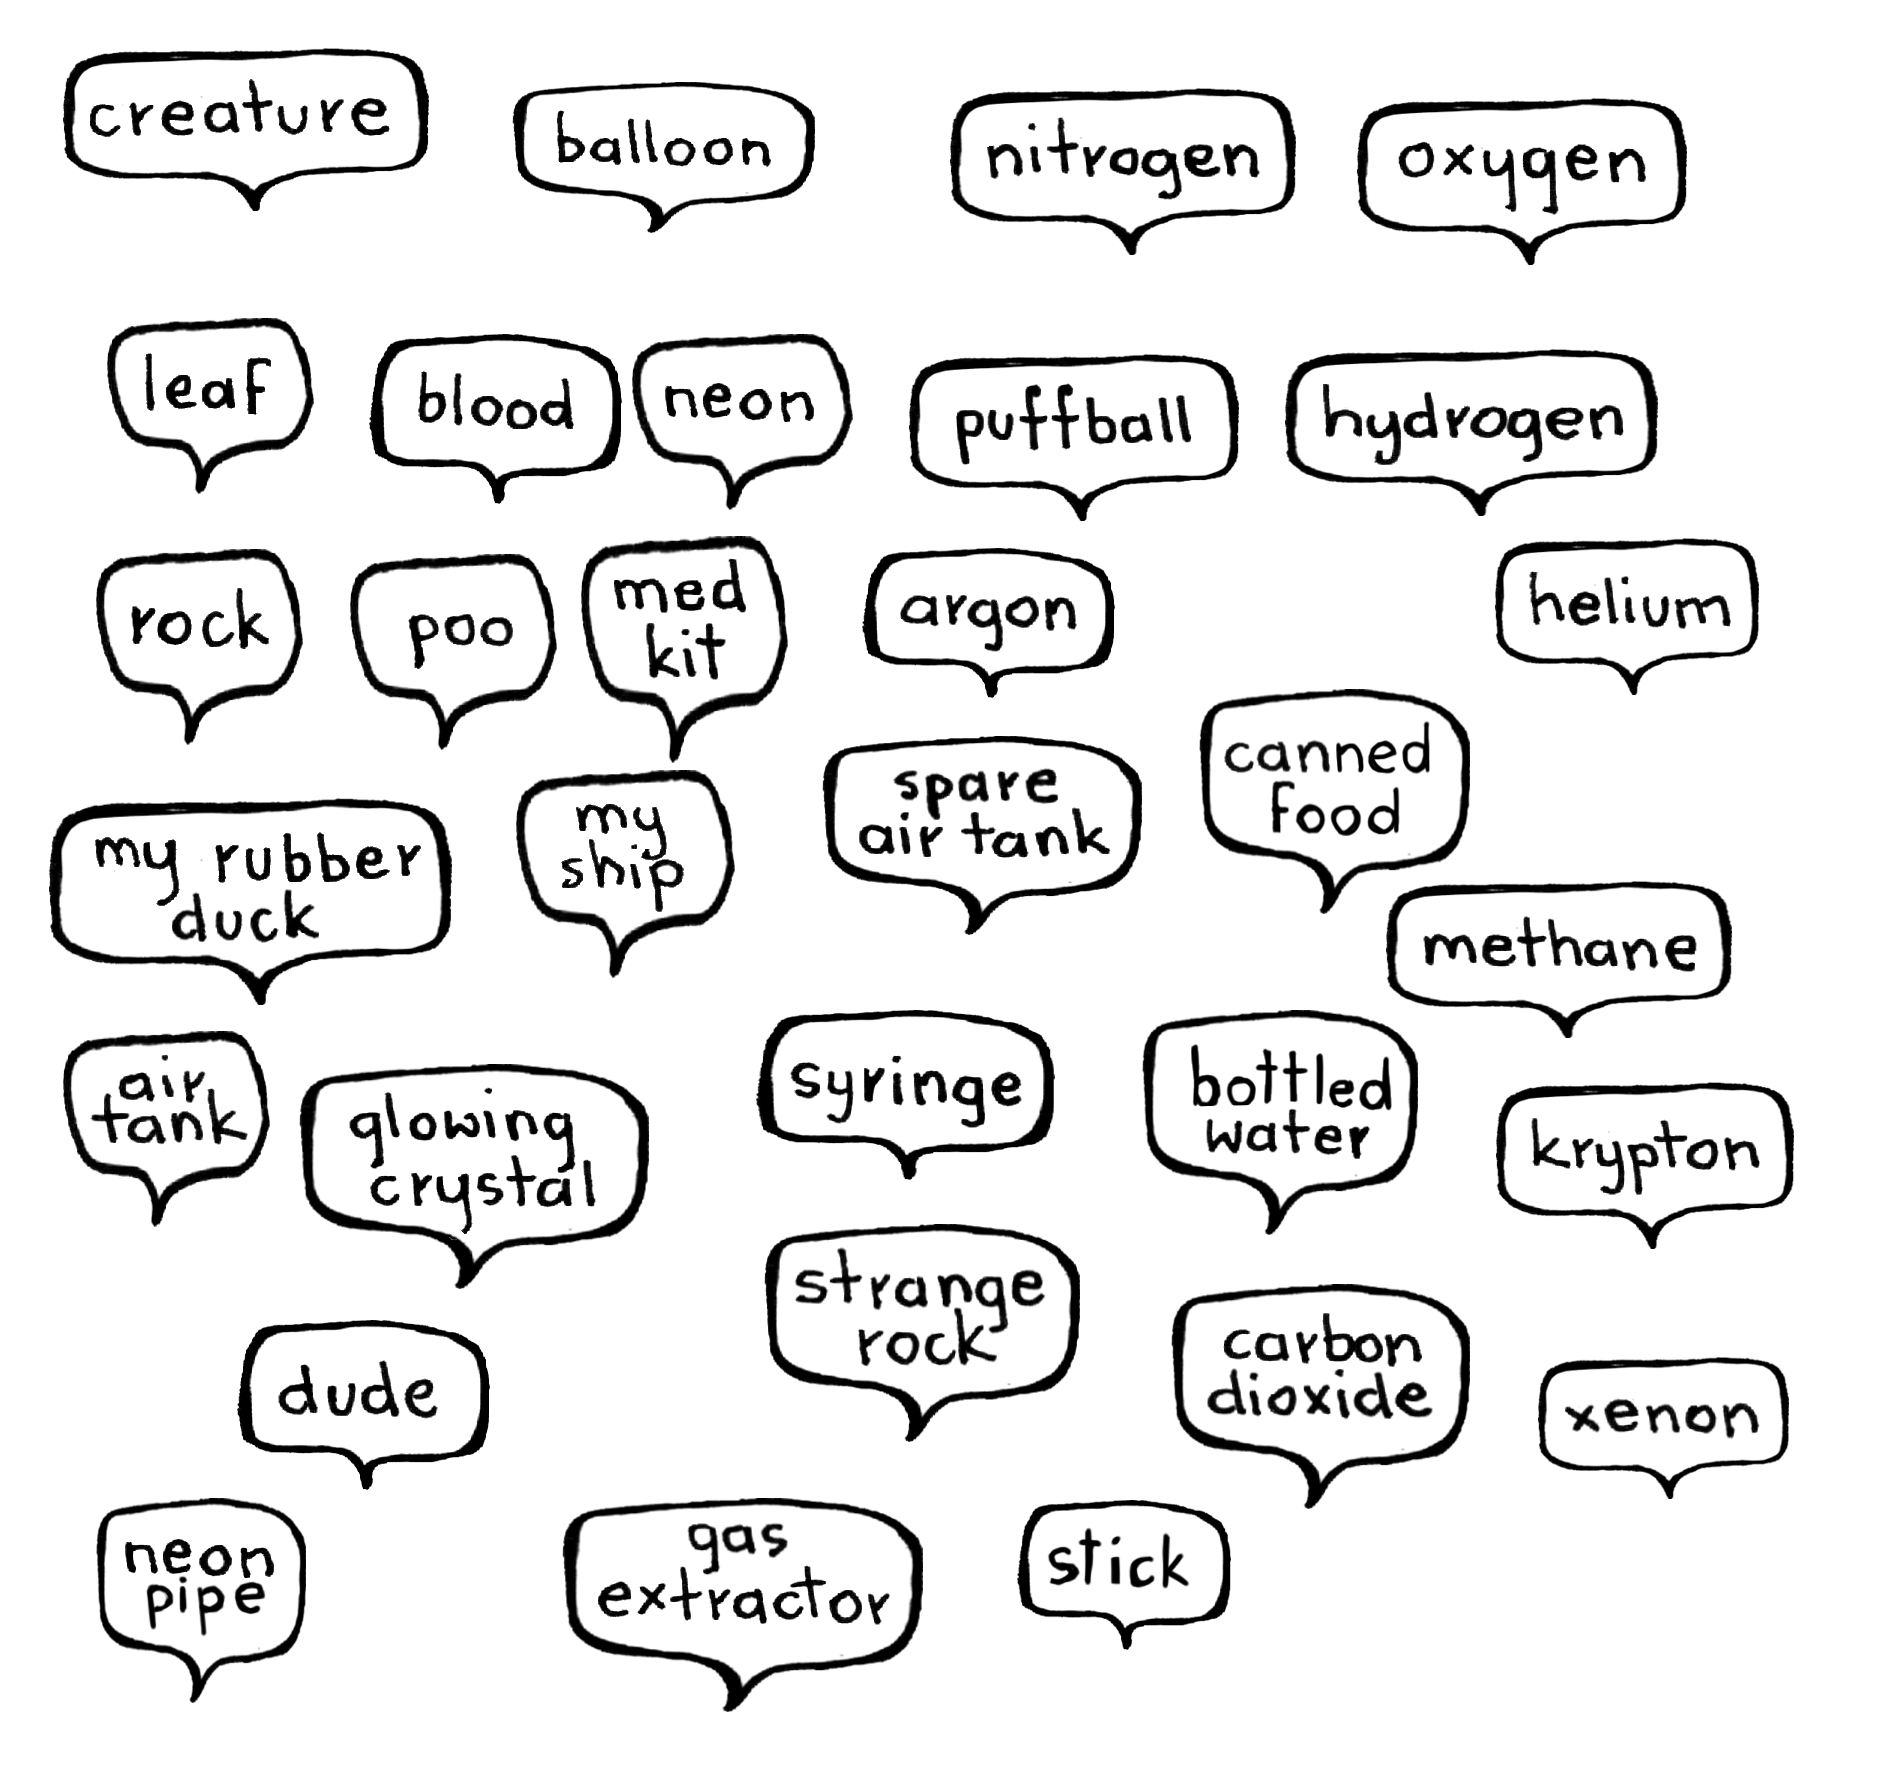 creature
balloon
nitrogen
oxygen
leaf
blood
neon
puffball
hydrogen
rock
poo
med
kit
argon
helium
my rubber
duck
my
ship
spare
air tank
canned
food
methane
air
tank
glowing
crystal
syringe
bottled
water
krypton
dude
strange
rock
carbon
dioxide
xenon
neon
pipe
gas
extractor
stick